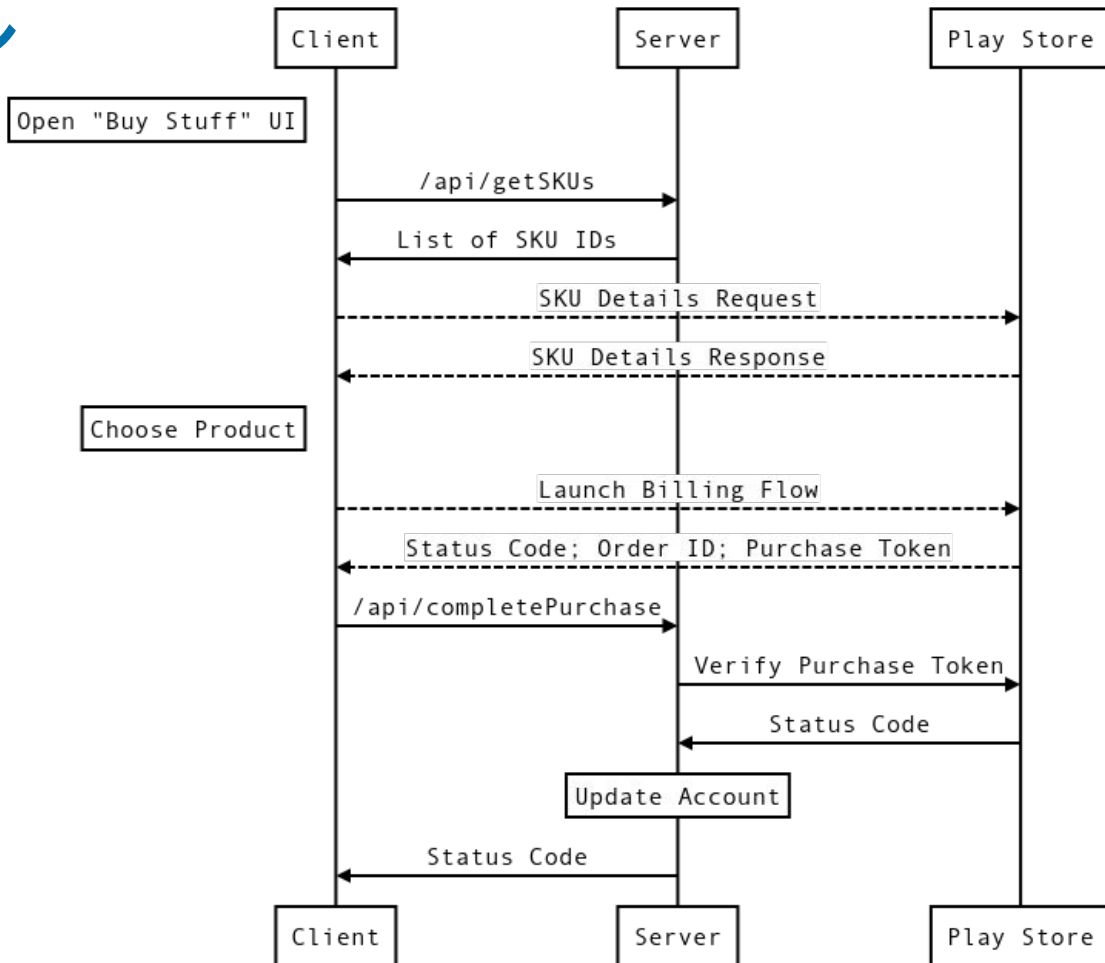 Client
Server
Play Store
Open "Buy Stuff" UI
/api/getSKUs
List of SKU IDs
SKU Details Request
SKU Details Response
Choose Product
Launch Billing Flow
Status Code; Order ID; Purchase Token
/api/completePurchase
Verify Purchase Token
Status Code
Update Account
Status Code
Client
Server
Play Store